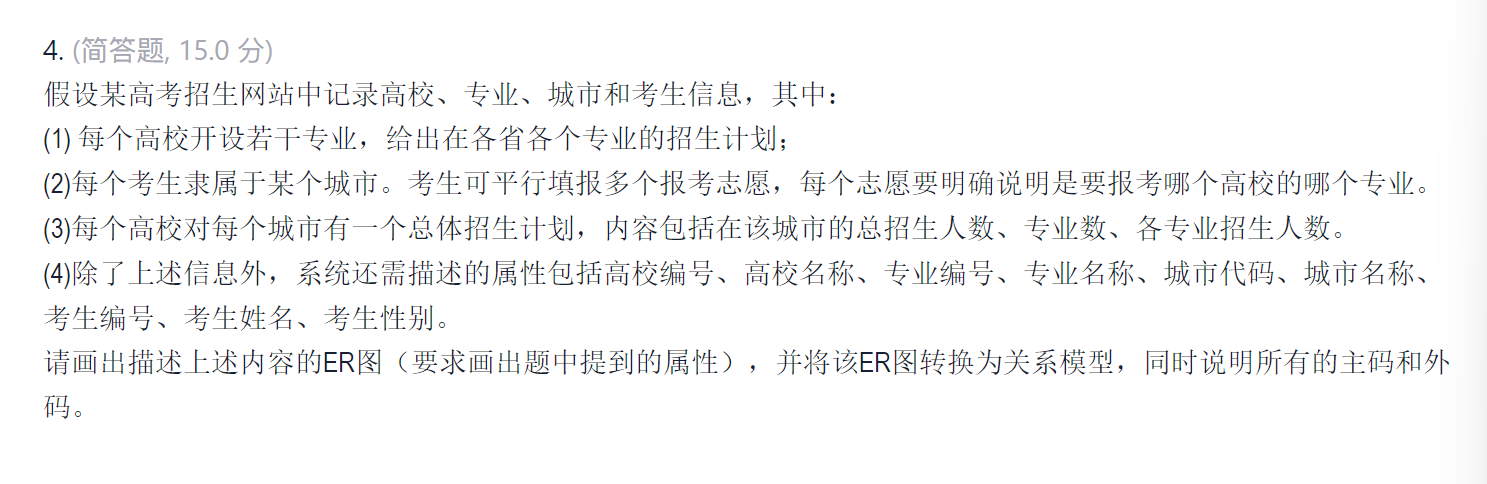 4. (简答题, 15.0 分)
假设某高考招生网站中记录高校、专业、城市和考生信息，其中：
(1) 每个高校开设若干专业，给出在各省各个专业的招生计划；
(2)每个考生隶属于某个城市。考生可平行填报多个报考志愿，每个志愿要明确说明是要报考哪个高校的哪个专业。
(3)每个高校对每个城市有一个总体招生计划，内容包括在该城市的总招生人数、专业数、各专业招生人数。
(4)除了上述信息外，系统还需描述的属性包括高校编号、高校名称、专业编号、专业名称、城市代码、城市名称、
考生编号、考生姓名、考生性别。
请画出描述上述内容的ER图（要求画出题中提到的属性），并将该ER图转换为关系模型，同时说明所有的主码和外
码。